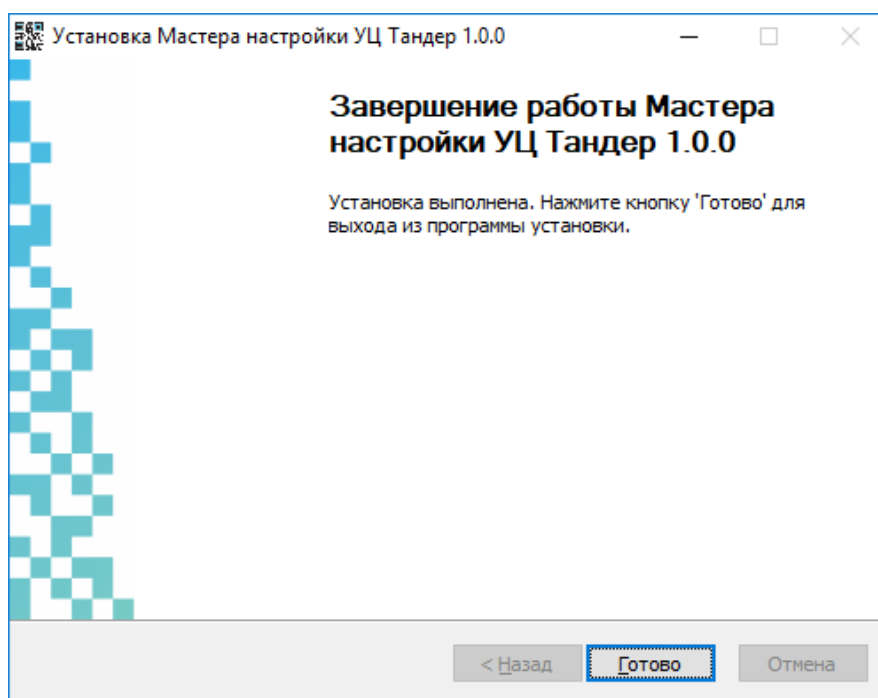 Установка Мастера настройки УЦ Тандер 1.0.0
Завершение работы Мастера
настройки УЦ Тандер 1.0.0
Установка выполнена. Нажмите кнопку 'Готово' для
выхода из программы установки.
< Назад
Готово
Отмена